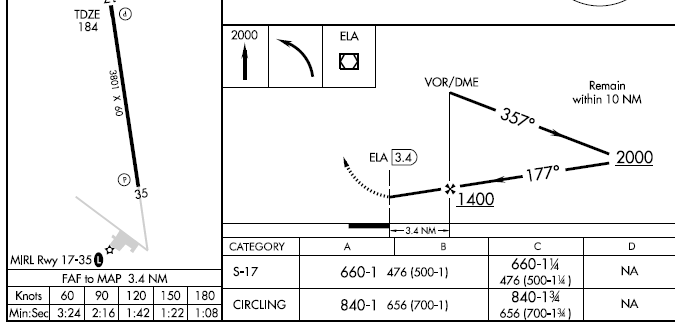 17
TDZE
184
P
3801 X 60
P
35
MIRL Rwy 17-35 L
FAF to MAP 3.4 NM
Knots 60 90 120 150 180
Min:Sec 3:24 2:16 1:42 1:22 1:08
2000
ELA
VOR/DME
Remain
within 10 NM
357°
2000
177°
ELA 3.4
1400
3.4 NM
CATEGORY A B C D
S-17 660-1 476 (500-1) 660-1¼ 476 (500-1¼) NA
CIRCLING 840-1 656 (700-1) 840-1¾ 656 (700-1¾) NA